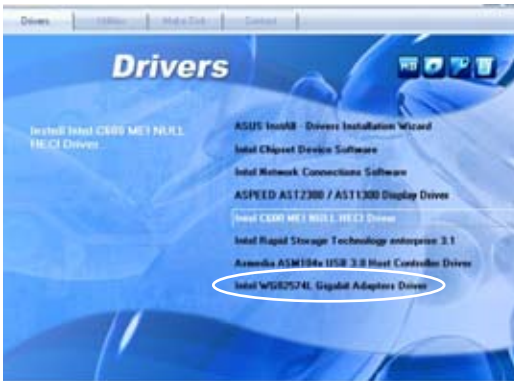 Drivers
Utilities
Make Disk
Contact
Drivers
Install Intel C600 MEI NULL
HECI Driver.
ASUS InstAll - Drivers Installation Wizard
Intel Chipset Device Software
Intel Network Connections Software
ASPEED AST2300 / AST1300 Display Driver
Intel C600 MEI NULL HECI Driver
Intel Rapid Storage Technology enterprise 3.1
Asmedia ASM104x USB 3.0 Host Controller Driver
Intel WG82574L Gigabit Adapters Driver